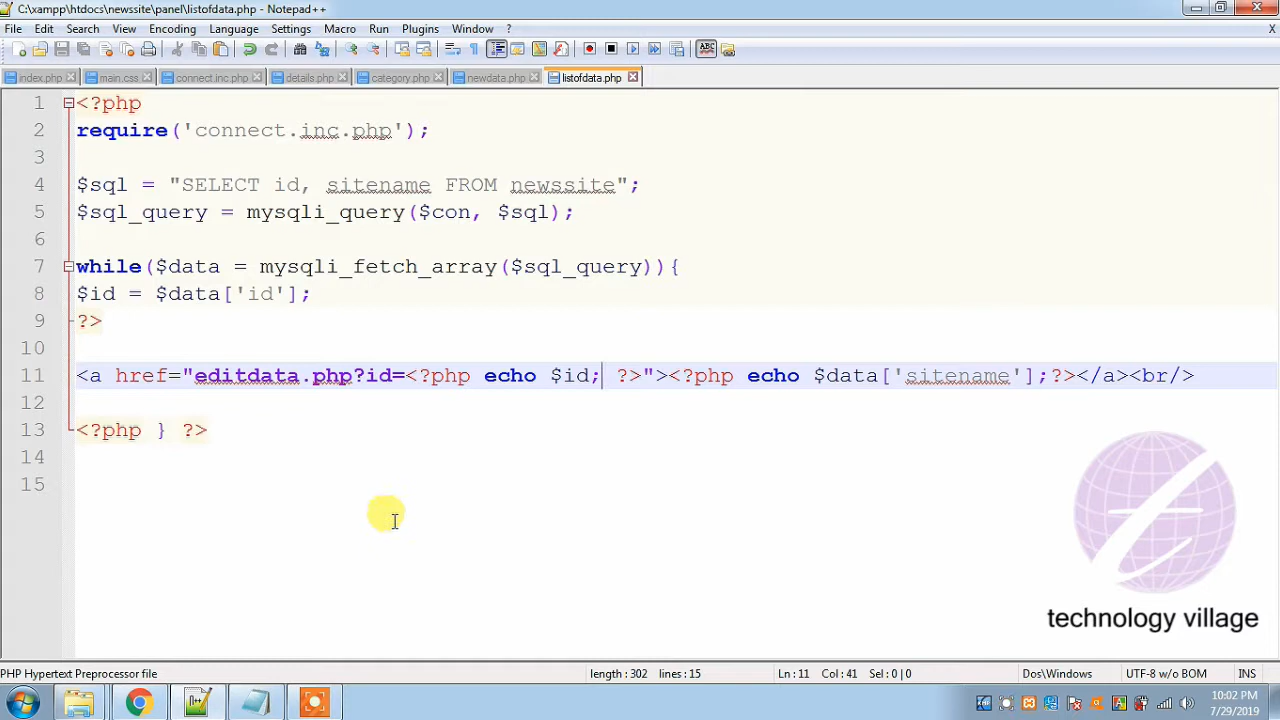 C:\xampp\htdocs\newssite\panel\listofdata.php - Notepad++
File Edit Search View Encoding Language Settings Macro Run Plugins Window ? X
index.php main.css connect.inc.php details.php category.php newdata.php listofdata.php
1 <?php
2 require('connect.inc.php');
3
4 $sql = "SELECT id, sitename FROM newssite";
5 $sql_query = mysqli_query($con, $sql);
6
7 while($data = mysqli_fetch_array($sql_query)){
8 $id = $data['id'];
9 ?>
10
11 <a href="editdata.php?id=<?php echo $id; ?>"><?php echo $data['sitename'];?></a><br/>
12
13 <?php } ?>
14
15
technology village
PHP Hypertext Preprocessor file length : 302 lines : 15 Ln : 11 Col : 41 Sel : 0 | 0 Dos\Windows UTF-8 w/o BOM INS
10:02 PM
7/29/2019